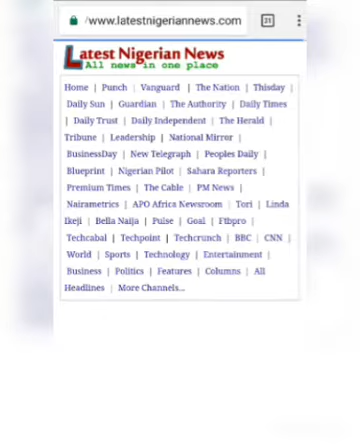 /www.latestnigeriannews.com 21
Latest Nigerian News
All news in one place
Home | Punch | Vanguard | The Nation | Thisday |
Daily Sun | Guardian | The Authority | Daily Times
| Daily Trust | Daily Independent | The Herald |
Tribune | Leadership | National Mirror |
BusinessDay | New Telegraph | Peoples Daily |
Blueprint | Nigerian Pilot | Sahara Reporters |
Premium Times | The Cable | PM News |
Nairametrics | APO Africa Newsroom | Tori | Linda
Ikeji | Bella Naija | Pulse | Goal | Ftbpro |
Techcabal | Techpoint | Techcrunch | BBC | CNN |
World | Sports | Technology | Entertainment |
Business | Politics | Features | Columns | All
Headlines | More Channels...